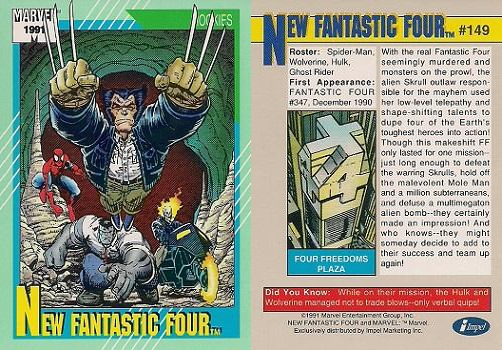 MARVEL
1991
ROOKIES
NEW FANTASTIC FOUR™
NEW FANTASTIC FOUR™ #149
Roster: Spider-Man,
Wolverine, Hulk,
Ghost Rider
First Appearance:
FANTASTIC FOUR
#347, December 1990
4
FOUR FREEDOMS
PLAZA
With the real Fantastic Four
seemingly murdered and
monsters on the prowl, the
alien Skrull outlaw responsible
for the mayhem used
her low-level telepathy and
shape-shifting talents to
dupe four of the Earth's
toughest heroes into action!
Though this makeshift FF
only lasted for one mission--
just long enough to defeat
the warring Skrulls, hold off
the malevolent Mole Man
and a million subterraneans,
and defuse a multimegaton
alien bomb--they certainly
made an impression! And
who knows--they might
someday decide to add to
their success and team up
again!
Did You Know: While on their mission, the Hulk and
Wolverine managed not to trade blows--only verbal quips!
©1991 Marvel Entertainment Group, Inc.
NEW FANTASTIC FOUR and MARVEL: ™ Marvel.
Exclusively distributed by Impel Marketing Inc.
Impel